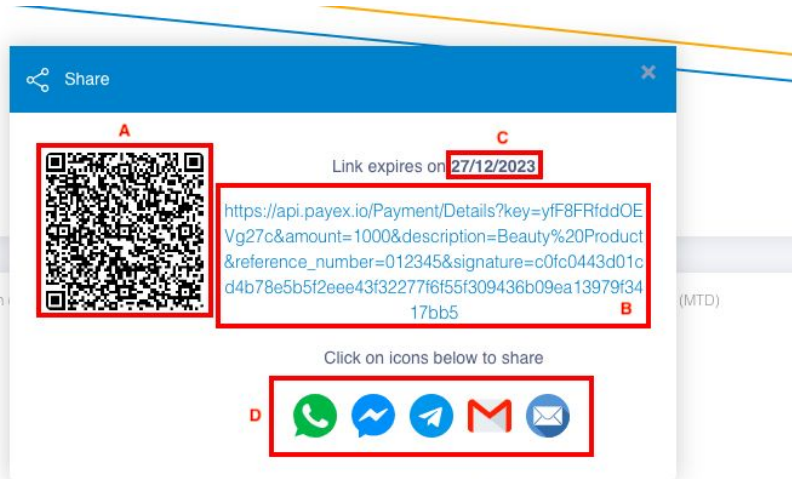 Share
×
A
C
Link expires on 27/12/2023
https://api.payex.io/Payment/Details?key=yfF8FRfddOE
Vg27c&amount=1000&description=Beauty%20Product
&reference_number=012345&signature=c0fc0443d01c
d4b78e5b5f2eee43f32277f6f55f309436b09ea13979f34
17bb5
B
(MTD)
Click on icons below to share
D